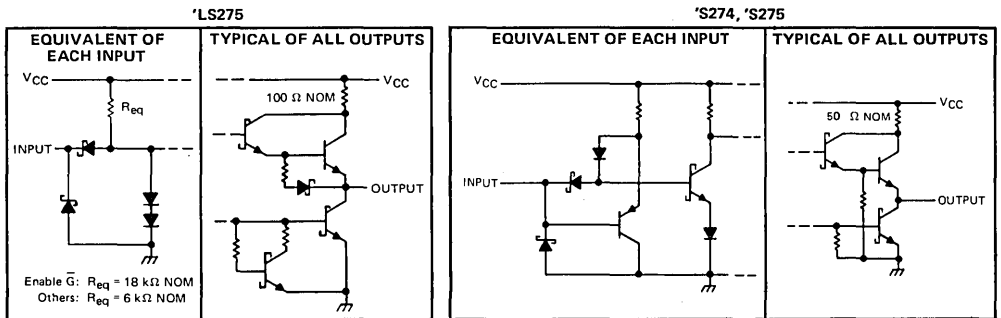 'LS275
EQUIVALENT OF
EACH INPUT
VCC
Req
INPUT
Enable G̅: Req = 18 kΩ NOM
Others: Req = 6 kΩ NOM
TYPICAL OF ALL OUTPUTS
VCC
100 Ω NOM
OUTPUT
'S274, 'S275
EQUIVALENT OF EACH INPUT
VCC
INPUT
TYPICAL OF ALL OUTPUTS
VCC
50 Ω NOM
OUTPUT